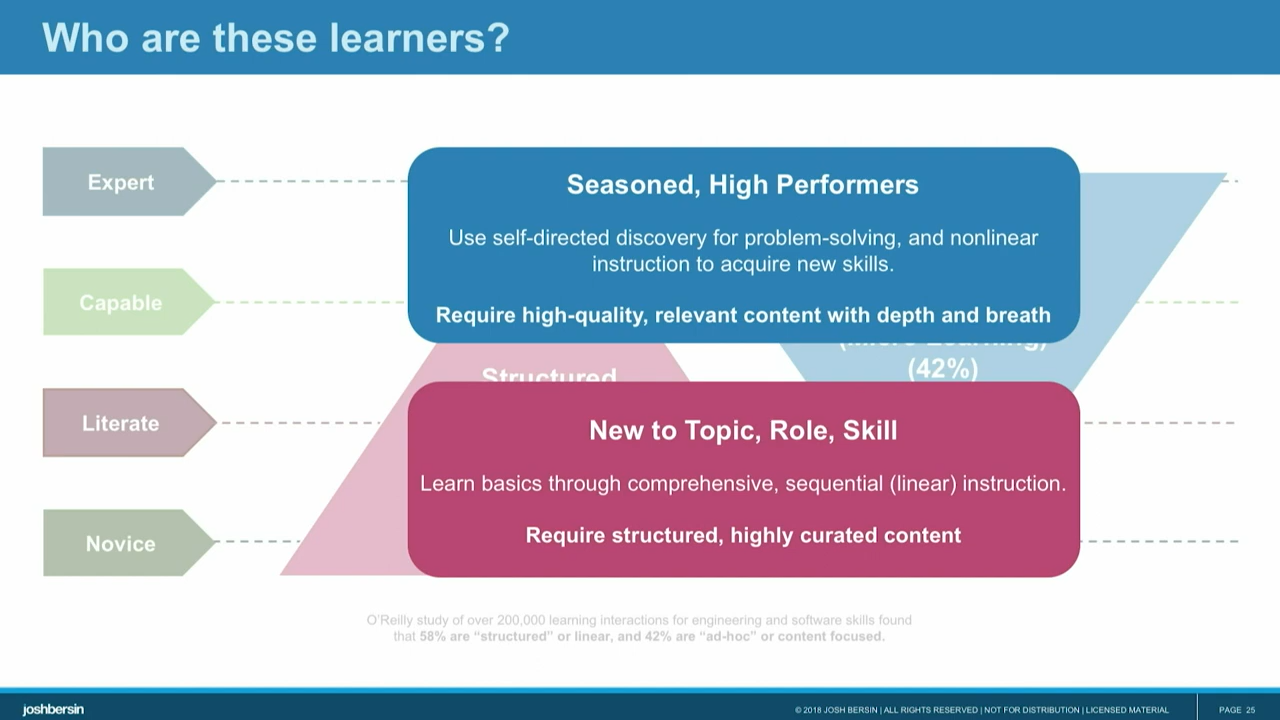 Who are these learners?
Expert
Seasoned, High Performers
Use self-directed discovery for problem-solving, and nonlinear
instruction to acquire new skills.
Capable
Require high-quality, relevant content with depth and breath
(42%)
Structured
Literate
New to Topic, Role, Skill
Learn basics through comprehensive, sequential (linear) instruction.
Require structured, highly curated content
Novice
O'Reilly study of over 200,000 learning interactions for engineering and software skills found
that 58% are “structured” or linear, and 42% are “ad-hoc” or content focused.
joshbersin
© 2018 JOSH BERSIN | ALL RIGHTS RESERVED | NOT FOR DISTRIBUTION | LICENSED MATERIAL
PAGE 25